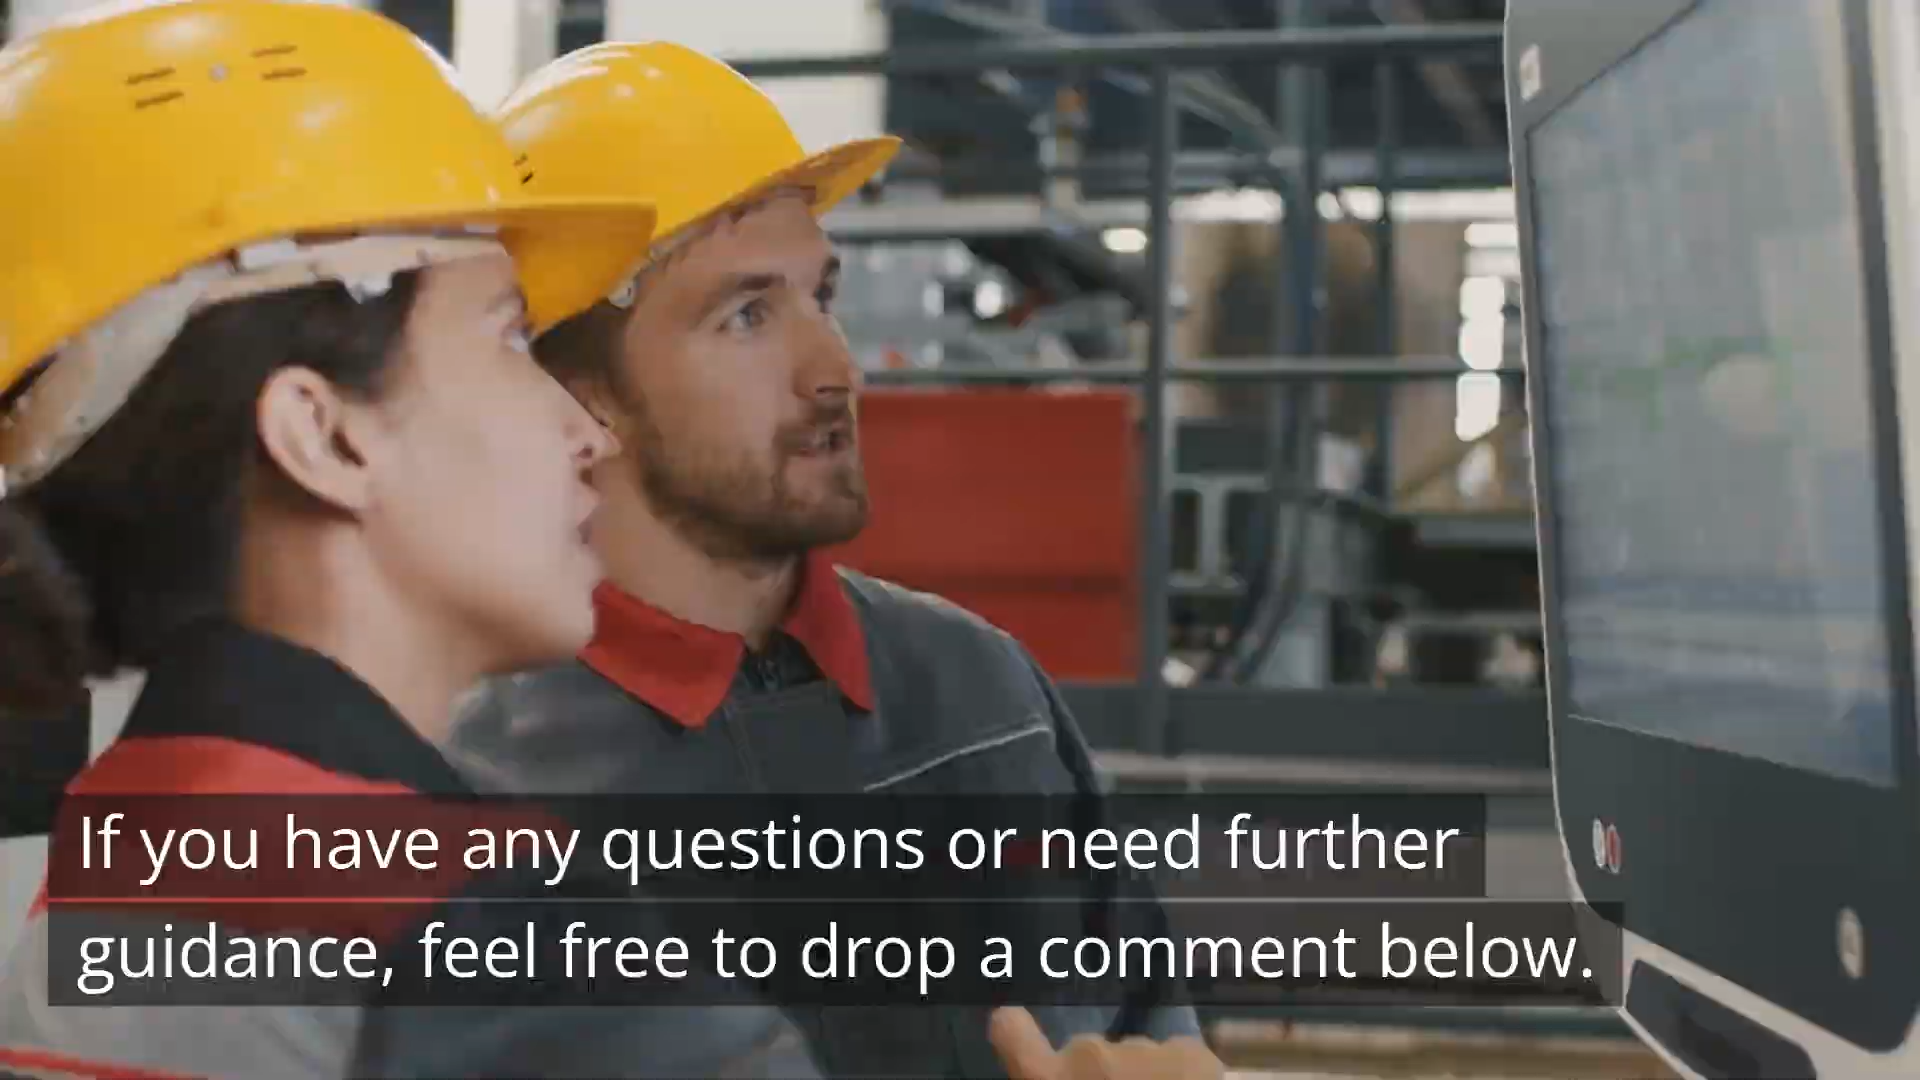 If you have any questions or need further
guidance, feel free to drop a comment below.